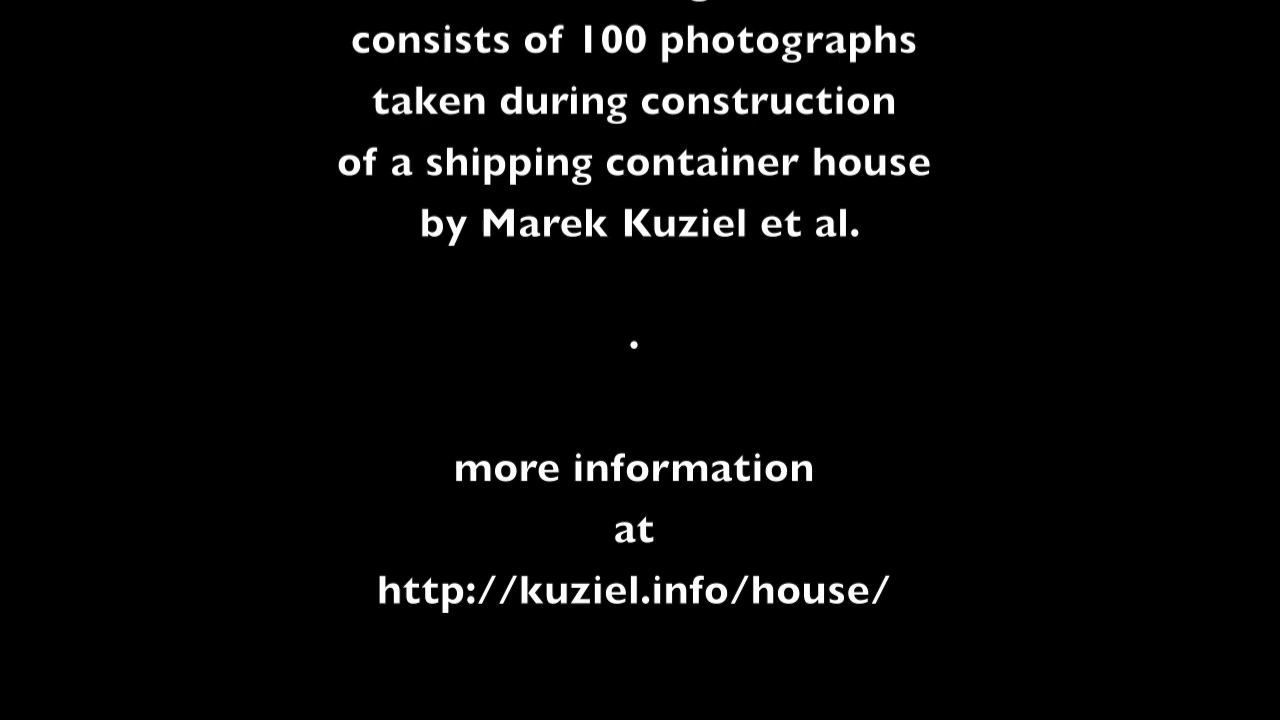 consists of 100 photographs
taken during construction
of a shipping container house
by Marek Kuziel et al.
.
more information
at
http://kuziel.info/house/